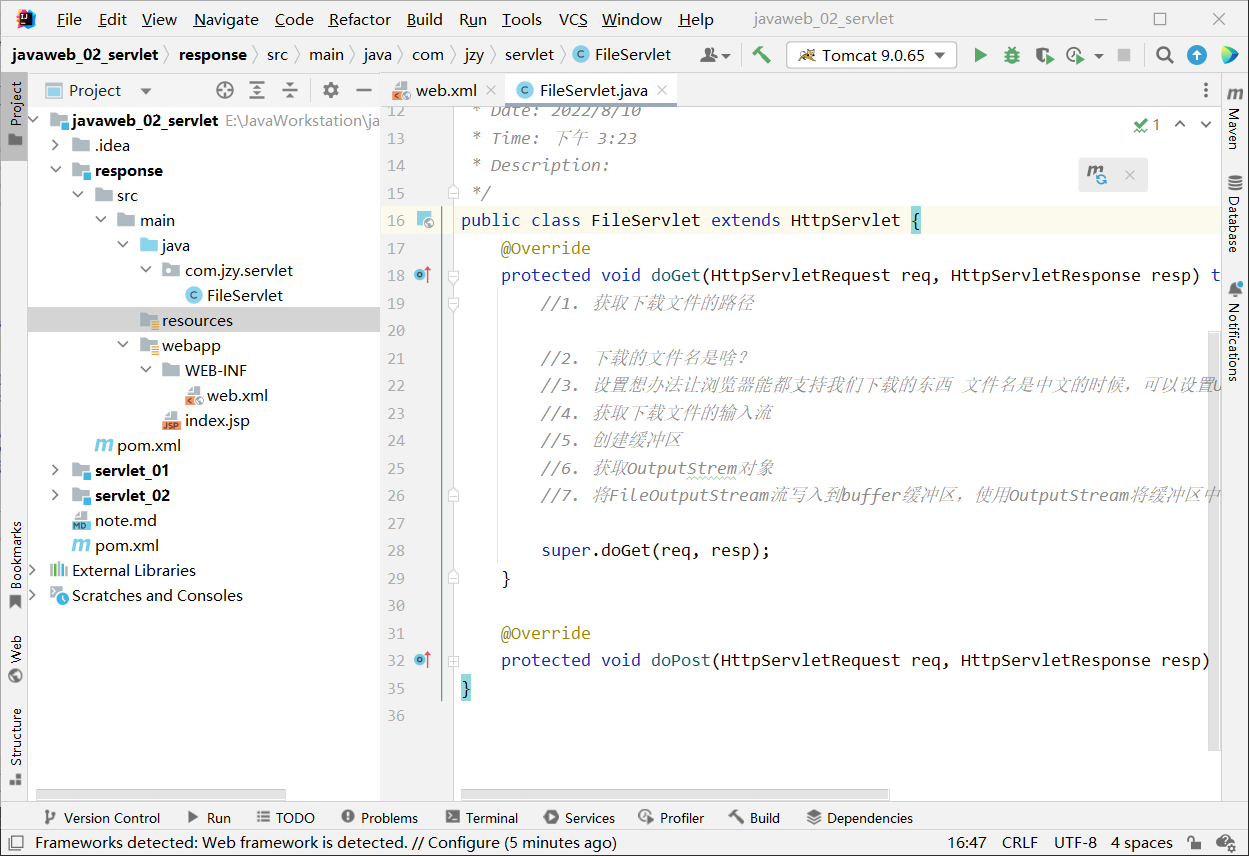 File Edit View Navigate Code Refactor Build Run Tools VCS Window Help javaweb_02_servlet
javaweb_02_servlet response src main java com jzy servlet FileServlet Tomcat 9.0.65
Project
web.xml FileServlet.java
javaweb_02_servlet E:\JavaWorkstation\ja
.idea
response
src
main
java
com.jzy.servlet
FileServlet
resources
webapp
WEB-INF
web.xml
index.jsp
pom.xml
servlet_01
servlet_02
note.md
pom.xml
External Libraries
Scratches and Consoles
12 * Date: 2022/8/10
13 * Time: 下午 3:23
14 * Description:
15 */
16 public class FileServlet extends HttpServlet {
17 @Override
18 protected void doGet(HttpServletRequest req, HttpServletResponse resp) t
19 //1. 获取下载文件的路径
20
21 //2. 下载的文件名是啥？
22 //3. 设置想办法让浏览器能都支持我们下载的东西 文件名是中文的时候，可以设置U
23 //4. 获取下载文件的输入流
24 //5. 创建缓冲区
25 //6. 获取OutputStrem对象
26 //7. 将FileOutputStream流写入到buffer缓冲区，使用OutputStream将缓冲区中
27
28 super.doGet(req, resp);
29 }
30
31 @Override
32 protected void doPost(HttpServletRequest req, HttpServletResponse resp)
35 }
36
1
Project
Bookmarks
Web
Structure
m
Maven
Database
Notifications
Version Control Run TODO Problems Terminal Services Profiler Build Dependencies
Frameworks detected: Web framework is detected. // Configure (5 minutes ago) 16:47 CRLF UTF-8 4 spaces